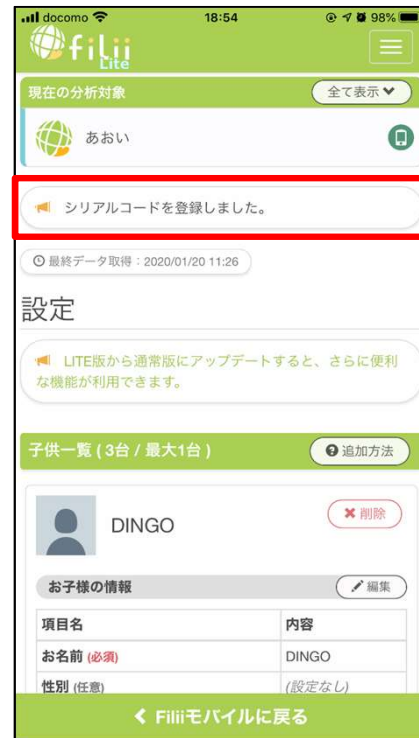 docomo 18:54 98%
filii
Lite
現在の分析対象 全て表示
あおい
シリアルコードを登録しました。
最終データ取得：2020/01/20 11:26
設定
LITE版から通常版にアップデートすると、さらに便利
な機能が利用できます。
子供一覧 ( 3台 / 最大1台 ) 追加方法
DINGO 削除
お子様の情報 編集
項目名 内容
お名前 (必須) DINGO
性別 (任意) (設定なし)
Filiiモバイルに戻る